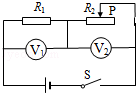 R₁ R₂ P
V₁ V₂
S